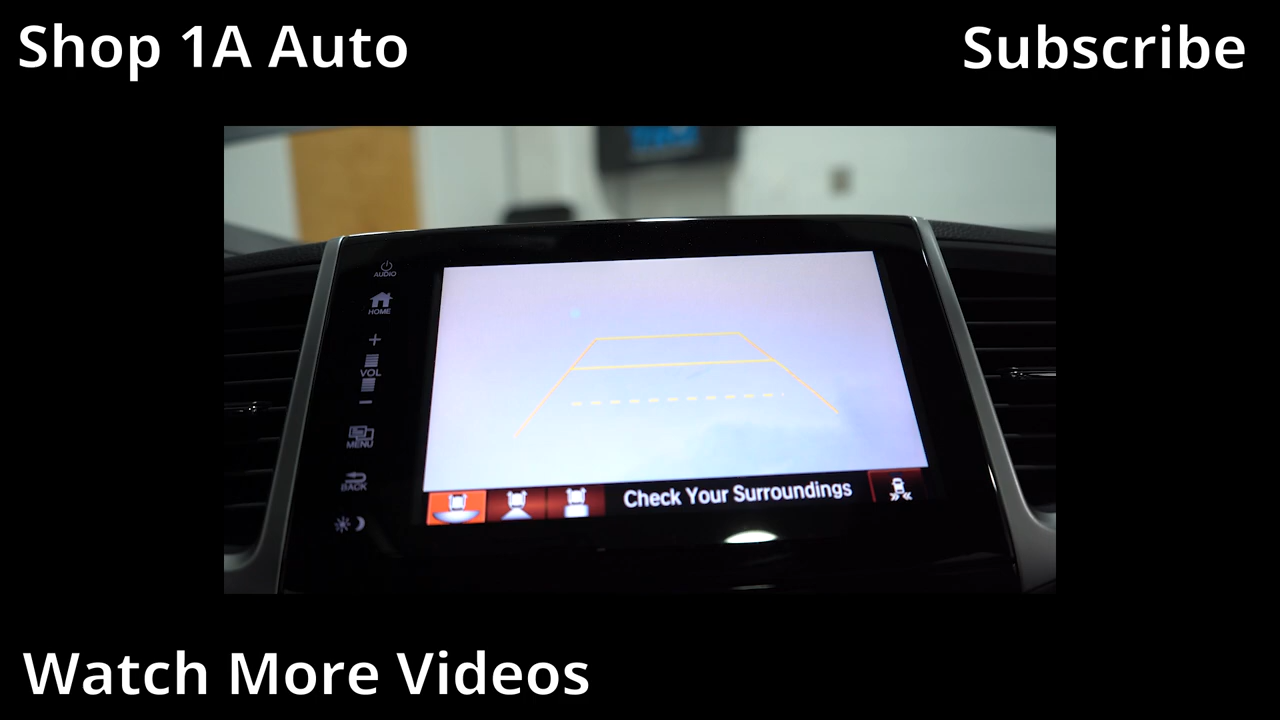 Shop 1A Auto
Subscribe
AUDIO
HOME
+
VOL
-
MENU
BACK
Check Your Surroundings
Watch More Videos